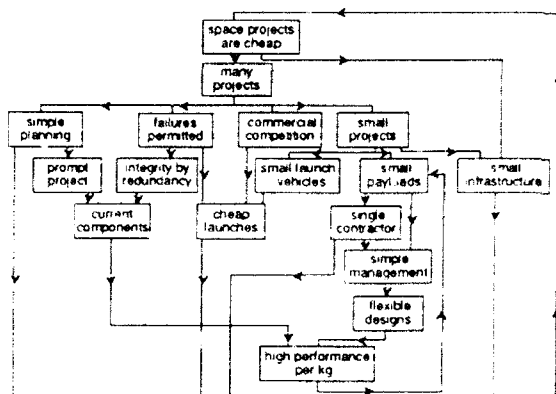 space projects
are cheap
many
projects
simple
planning
failures
permitted
commercial
competition
small
projects
prompt
project
integrity by
redundancy
small launch
vehicles
small
payloads
small
infrastructure
current
components
cheap
launches
single
contractor
simple
management
flexible
designs
high performance
per kg